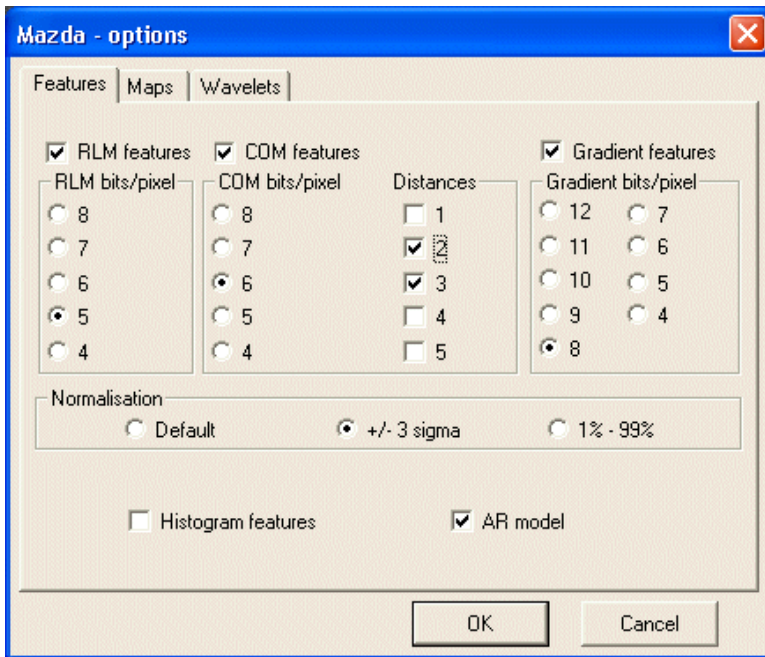 Mazda - options
Features Maps Wavelets
RLM features COM features Gradient features
RLM bits/pixel COM bits/pixel Distances Gradient bits/pixel
8 8 1 12 7
7 7 2 11 6
6 6 3 10 5
5 5 4 9 4
4 4 5 8
Normalisation
Default +/- 3 sigma 1% - 99%
Histogram features AR model
OK Cancel